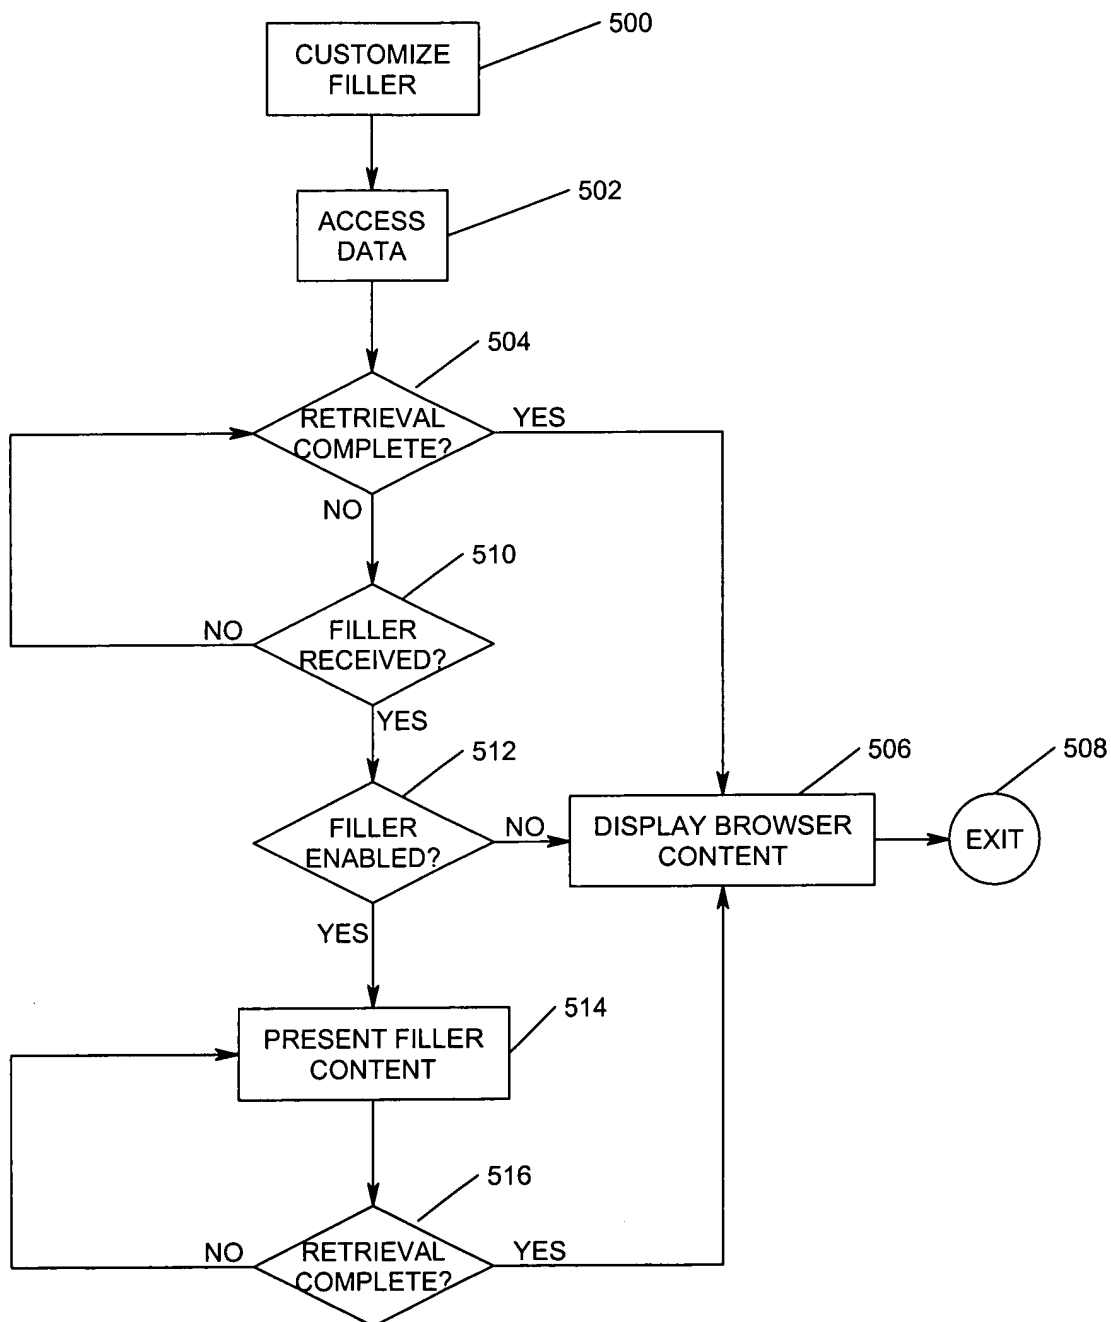 500
CUSTOMIZE
FILLER
502
ACCESS
DATA
504
RETRIEVAL
COMPLETE?
YES
NO
510
FILLER
RECEIVED?
NO
YES
512
FILLER
ENABLED?
NO
506
DISPLAY BROWSER
CONTENT
508
EXIT
YES
514
PRESENT FILLER
CONTENT
516
RETRIEVAL
COMPLETE?
NO
YES